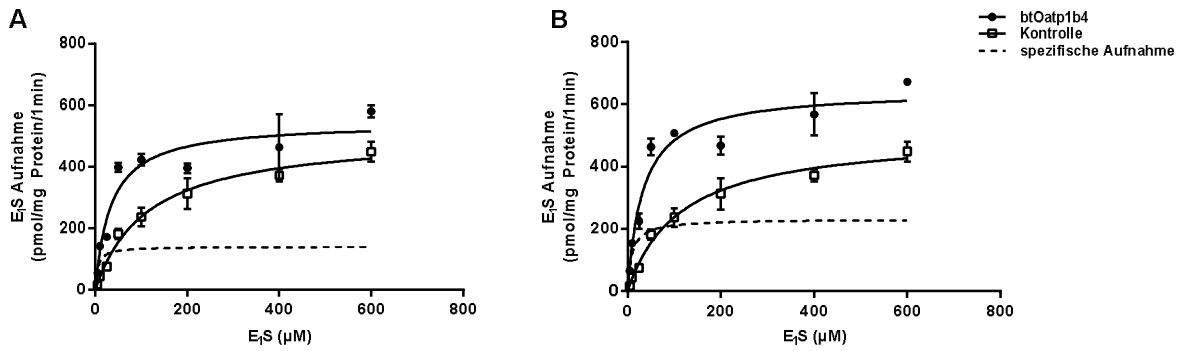 A
E1S Aufnahme
(pmol/mg Protein/1min)
800
600
400
200
0
0 200 400 600 800
E1S (µM)
B
E1S Aufnahme
(pmol/mg Protein/1min)
800
600
400
200
0
0 200 400 600 800
E1S (µM)
btOatp1b4
Kontrolle
spezifische Aufnahme